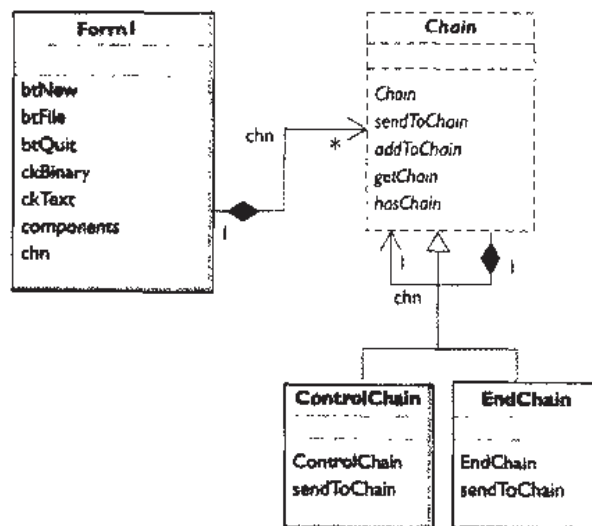 Form1
btNew
btFile
btQuit
ckBinary
ckText
components
chn
chn
*
1
Chain
Chain
sendToChain
addToChain
getChain
hasChain
1
1
chn
ControlChain
ControlChain
sendToChain
EndChain
EndChain
sendToChain